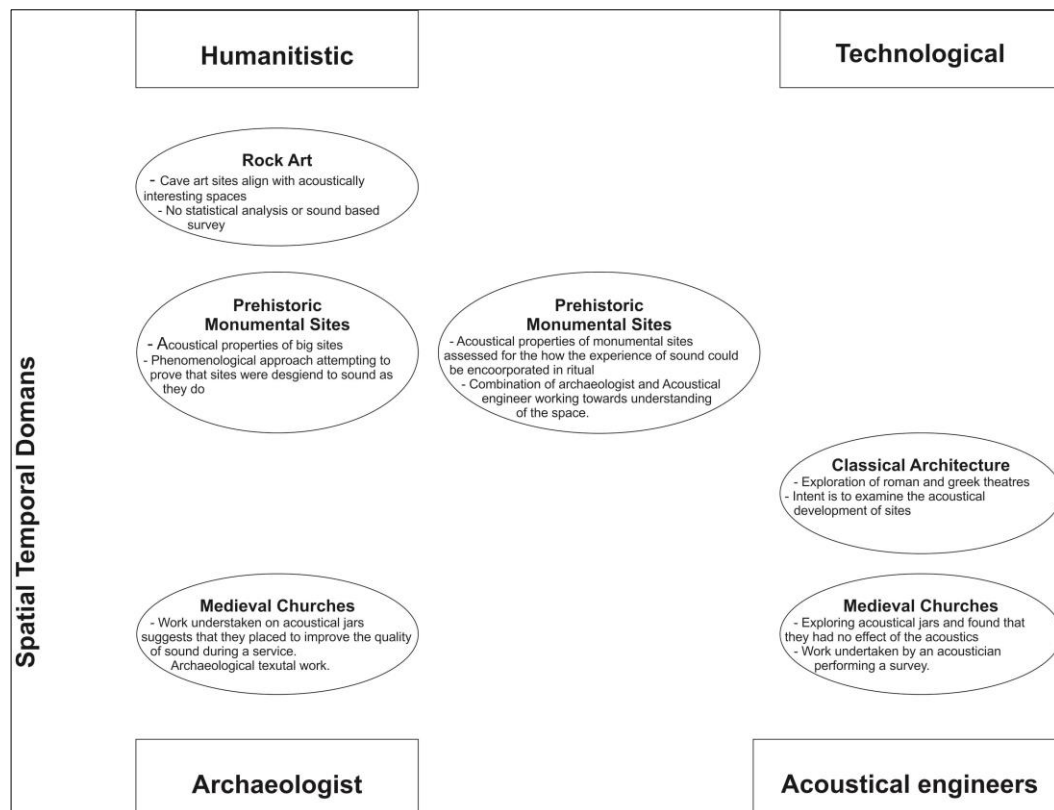 Humanitistic
Technological
Rock Art
- Cave art sites align with acoustically
interesting spaces
- No statistical analysis or sound based
survey
Prehistoric
Monumental Sites
- Acoustical properties of big sites
- Phenomenological approach attempting to
prove that sites were desgiend to sound as
they do
Prehistoric
Monumental Sites
- Acoustical properties of monumental sites
assessed for the how the experience of sound could
be encoorporated in ritual
- Combination of archaeologist and Acoustical
engineer working towards understanding
of the space.
Classical Architecture
- Exploration of roman and greek theatres
- Intent is to examine the acoustical
development of sites
Spatial Temporal Domans
Medieval Churches
- Work understaken on acoustical jars
suggests that they placed to improve the quality
of sound during a service.
Archaeological texutal work.
Medieval Churches
- Exploring acoustical jars and found that
they had no effect of the acoustics
- Work undertaken by an acoustician
performing a survey.
Archaeologist
Acoustical engineers